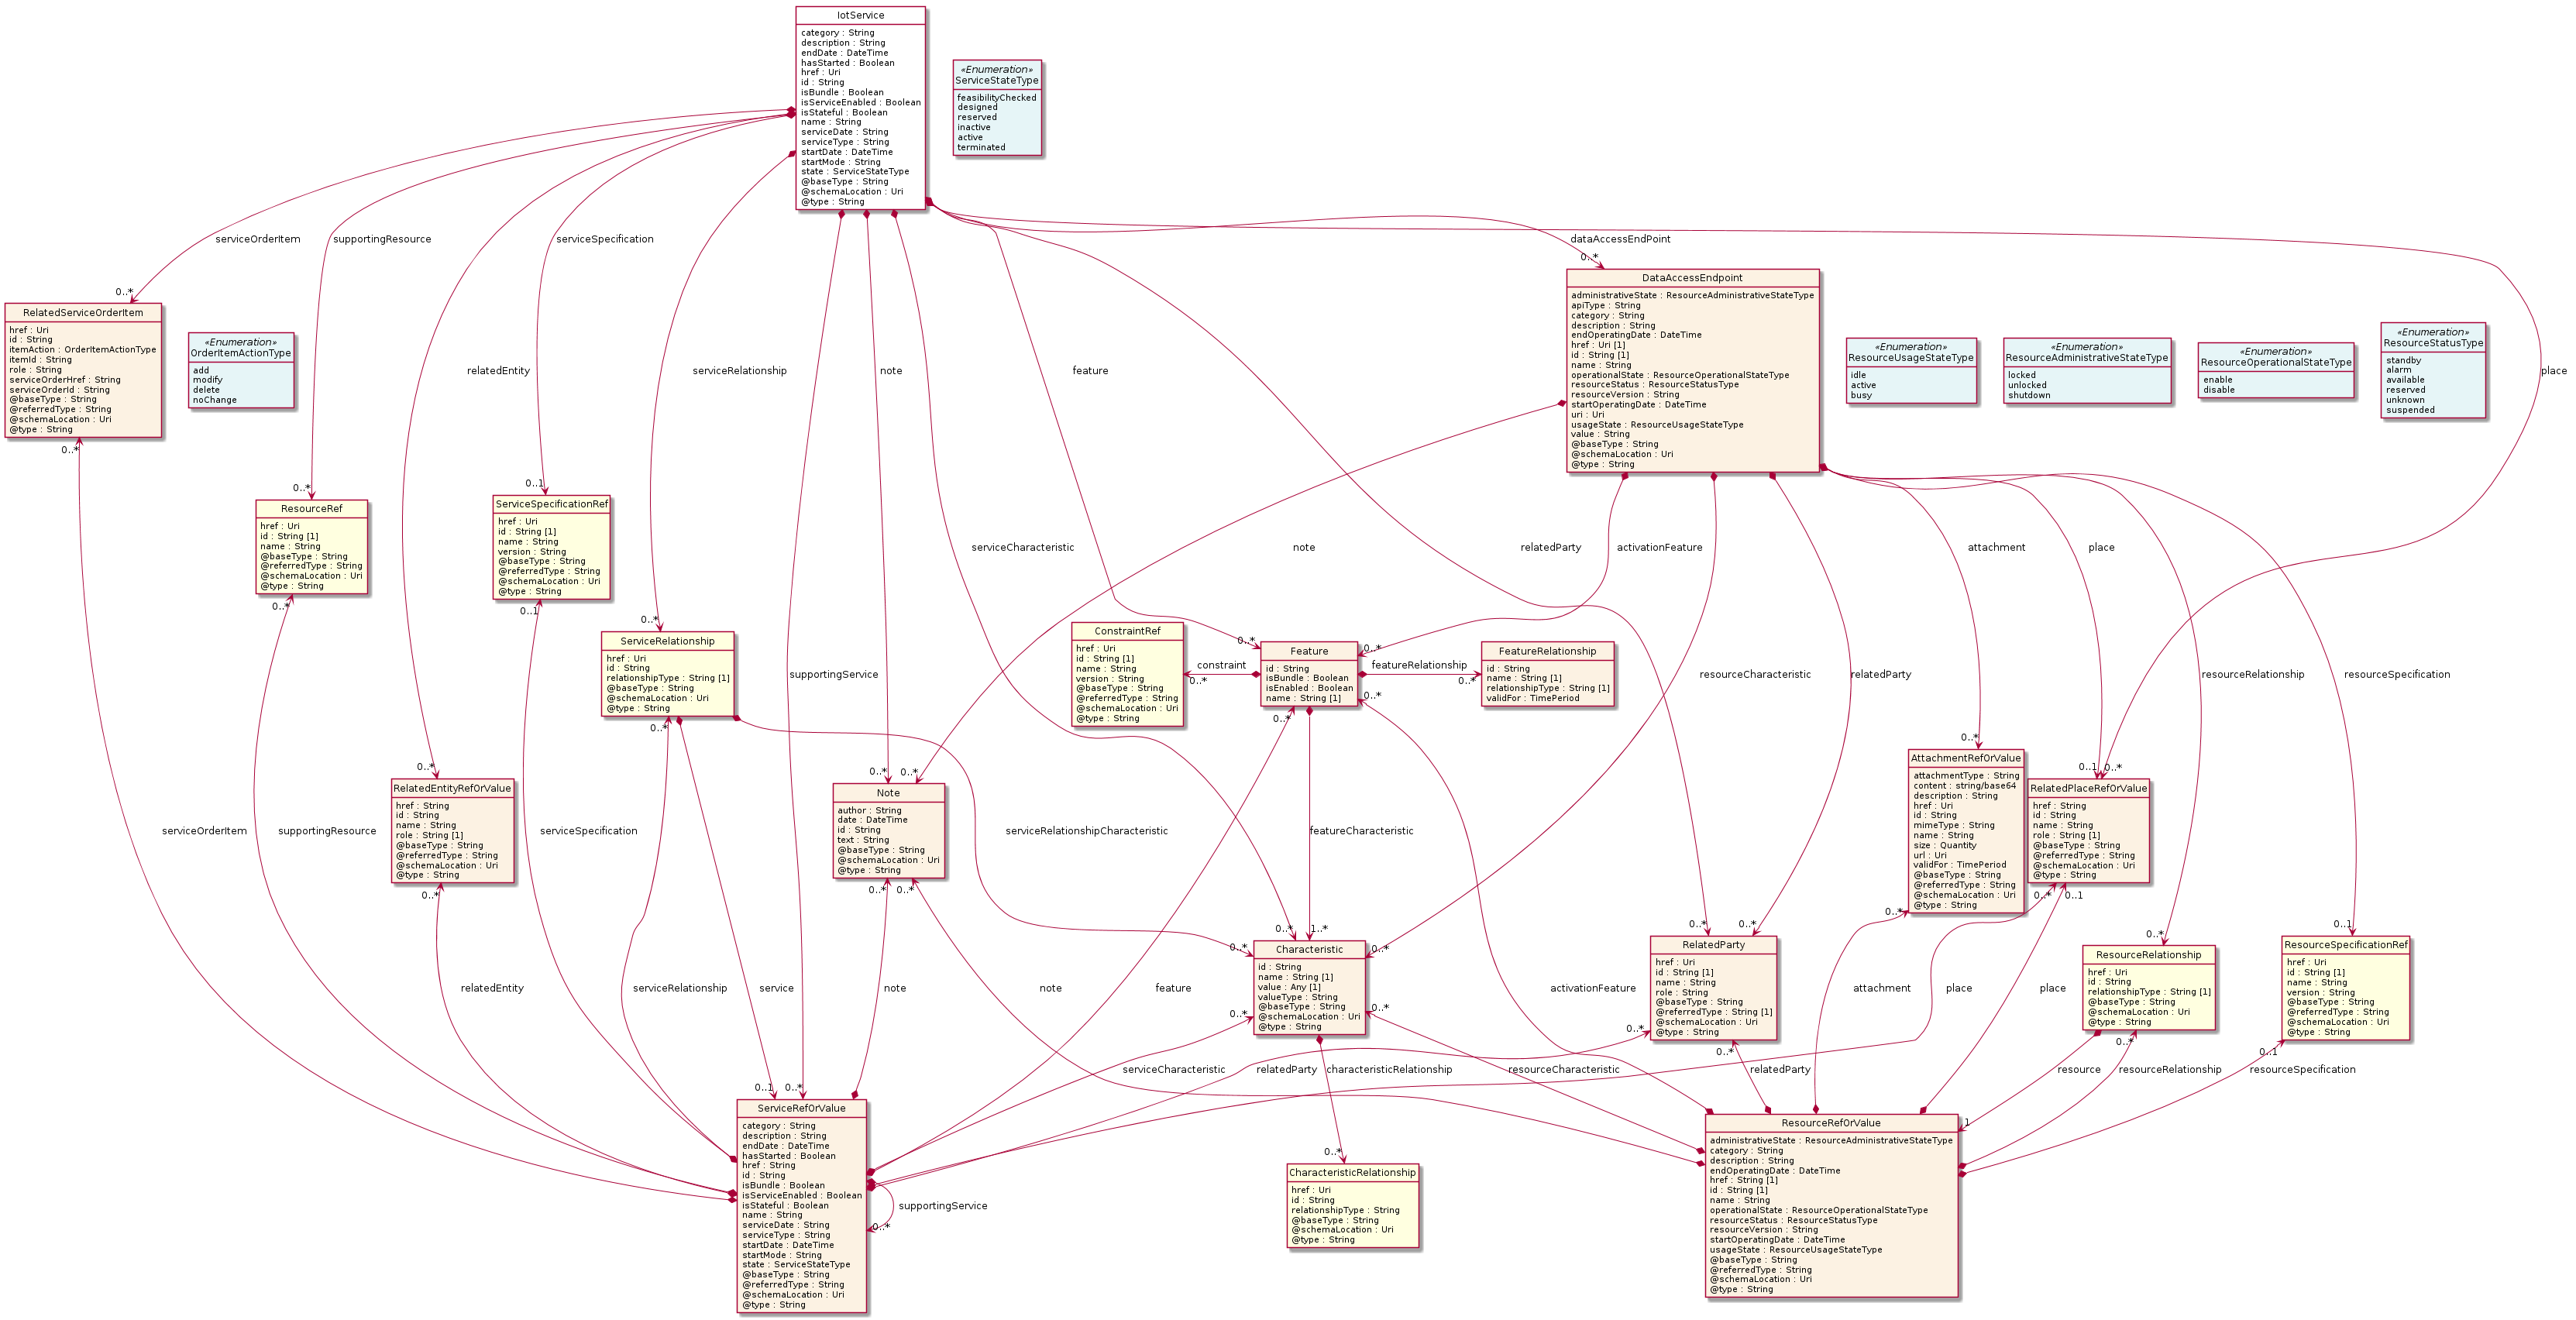 IotService
category : String
description : String
endDate : DateTime
hasStarted : Boolean
href : Uri
id : String
isBundle : Boolean
isServiceEnabled : Boolean
isStateful : Boolean
name : String
serviceDate : String
serviceType : String
startDate : DateTime
startMode : String
state : ServiceStateType
@baseType : String
@schemaLocation : Uri
@type : String
«Enumeration»
ServiceStateType
feasibilityChecked
designed
reserved
inactive
active
terminated
serviceOrderItem
supportingResource
serviceSpecification
dataAccessEndPoint
0..*
DataAccessEndpoint
administrativeState : ResourceAdministrativeStateType
apiType : String
category : String
description : String
endOperatingDate : DateTime
href : Uri [1]
id : String [1]
name : String
operationalState : ResourceOperationalStateType
resourceStatus : ResourceStatusType
resourceVersion : String
startOperatingDate : DateTime
uri : Uri
usageState : ResourceUsageStateType
value : String
@baseType : String
@schemaLocation : Uri
@type : String
0..*
RelatedServiceOrderItem
href : Uri
id : String
itemAction : OrderItemActionType
itemId : String
role : String
serviceOrderHref : String
serviceOrderId : String
@baseType : String
@referredType : String
@schemaLocation : Uri
@type : String
0..*
«Enumeration»
OrderItemActionType
add
modify
delete
noChange
relatedEntity
serviceRelationship
note
feature
«Enumeration»
ResourceUsageStateType
idle
active
busy
«Enumeration»
ResourceAdministrativeStateType
locked
unlocked
shutdown
«Enumeration»
ResourceOperationalStateType
enable
disable
«Enumeration»
ResourceStatusType
standby
alarm
available
reserved
unknown
suspended
place
0..*
ResourceRef
href : Uri
id : String [1]
name : String
@baseType : String
@referredType : String
@schemaLocation : Uri
@type : String
0..*
0..1
ServiceSpecificationRef
href : Uri
id : String [1]
name : String
version : String
@baseType : String
@referredType : String
@schemaLocation : Uri
@type : String
0..1
serviceCharacteristic
note
relatedParty
activationFeature
attachment
place
0..*
ServiceRelationship
href : Uri
id : String
relationshipType : String [1]
@baseType : String
@schemaLocation : Uri
@type : String
0..*
supportingService
ConstraintRef
href : Uri
id : String [1]
name : String
version : String
@baseType : String
@referredType : String
@schemaLocation : Uri
@type : String
constraint
0..*
0..*
0..*
Feature
id : String
isBundle : Boolean
isEnabled : Boolean
name : String [1]
0..*
0..*
featureRelationship
0..*
FeatureRelationship
id : String
name : String [1]
relationshipType : String [1]
validFor : TimePeriod
resourceCharacteristic
relatedParty
resourceRelationship
resourceSpecification
0..*
RelatedEntityRefOrValue
href : String
id : String
name : String
role : String [1]
@baseType : String
@referredType : String
@schemaLocation : Uri
@type : String
0..*
0..*
0..*
Note
author : String
date : DateTime
id : String
text : String
@baseType : String
@schemaLocation : Uri
@type : String
0..*
0..*
0..*
AttachmentRefOrValue
attachmentType : String
content : string/base64
description : String
href : Uri
id : String
mimeType : String
name : String
size : Quantity
url : Uri
validFor : TimePeriod
@baseType : String
@referredType : String
@schemaLocation : Uri
@type : String
0..*
0..1
0..*
RelatedPlaceRefOrValue
href : String
id : String
name : String
role : String [1]
@baseType : String
@referredType : String
@schemaLocation : Uri
@type : String
0..*
0..1
serviceOrderItem
supportingResource
serviceSpecification
serviceRelationshipCharacteristic
featureCharacteristic
0..*
0..*
1..*
0..*
Characteristic
id : String
name : String [1]
value : Any [1]
valueType : String
@baseType : String
@schemaLocation : Uri
@type : String
0..*
0..*
0..*
0..*
RelatedParty
href : Uri
id : String [1]
name : String
role : String
@baseType : String
@referredType : String [1]
@schemaLocation : Uri
@type : String
0..*
0..*
0..*
ResourceRelationship
href : Uri
id : String
relationshipType : String [1]
@baseType : String
@schemaLocation : Uri
@type : String
0..*
0..1
ResourceSpecificationRef
href : Uri
id : String [1]
name : String
version : String
@baseType : String
@referredType : String
@schemaLocation : Uri
@type : String
0..1
relatedEntity
serviceRelationship
service
note
note
feature
activationFeature
attachment
place
place
serviceCharacteristic
relatedParty
characteristicRelationship
resourceCharacteristic
relatedParty
resource
resourceRelationship
resourceSpecification
0..1
0..*
ServiceRefOrValue
category : String
description : String
endDate : DateTime
hasStarted : Boolean
href : String
id : String
isBundle : Boolean
isServiceEnabled : Boolean
isStateful : Boolean
name : String
serviceDate : String
serviceType : String
startDate : DateTime
startMode : String
state : ServiceStateType
@baseType : String
@referredType : String
@schemaLocation : Uri
@type : String
supportingService
0..*
0..*
CharacteristicRelationship
href : Uri
id : String
relationshipType : String
@baseType : String
@schemaLocation : Uri
@type : String
1
ResourceRefOrValue
administrativeState : ResourceAdministrativeStateType
category : String
description : String
endOperatingDate : DateTime
href : String [1]
id : String [1]
name : String
operationalState : ResourceOperationalStateType
resourceStatus : ResourceStatusType
resourceVersion : String
startOperatingDate : DateTime
usageState : ResourceUsageStateType
@baseType : String
@referredType : String
@schemaLocation : Uri
@type : String